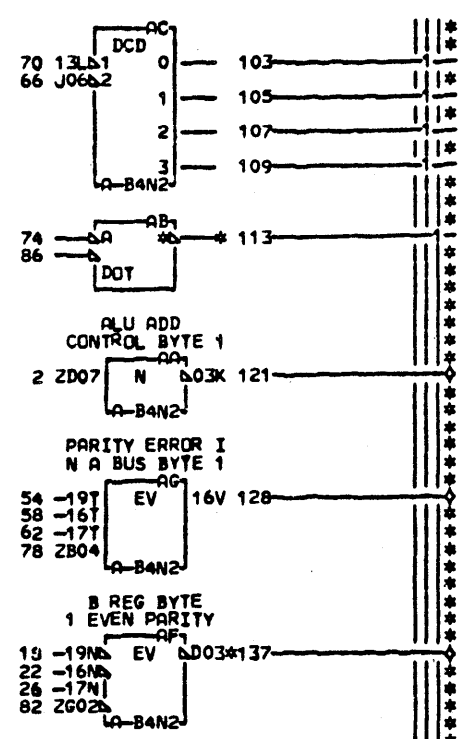 AC
DCD
70 13L 1 0 103
66 J06 2
1 105
2 107
3 109
A-B4N2
AB
74 A * * 113
86
DOT
ALU ADD
CONTROL BYTE 1
AA
2 ZD07 N 03K 121
A-B4N2
PARITY ERROR I
N A BUS BYTE 1
AG
54 -19T EV 16V 128
58 -16T
62 -17T
78 ZB04
A-B4N2
B REG BYTE
1 EVEN PARITY
AF
-19N EV D03*137
22 -16N
26 -17N
82 ZG02
A-B4N2